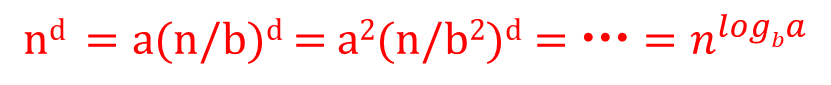 nᵈ = a(n/b)ᵈ = a²(n/b²)ᵈ = ⋯ = n^{log_b a}